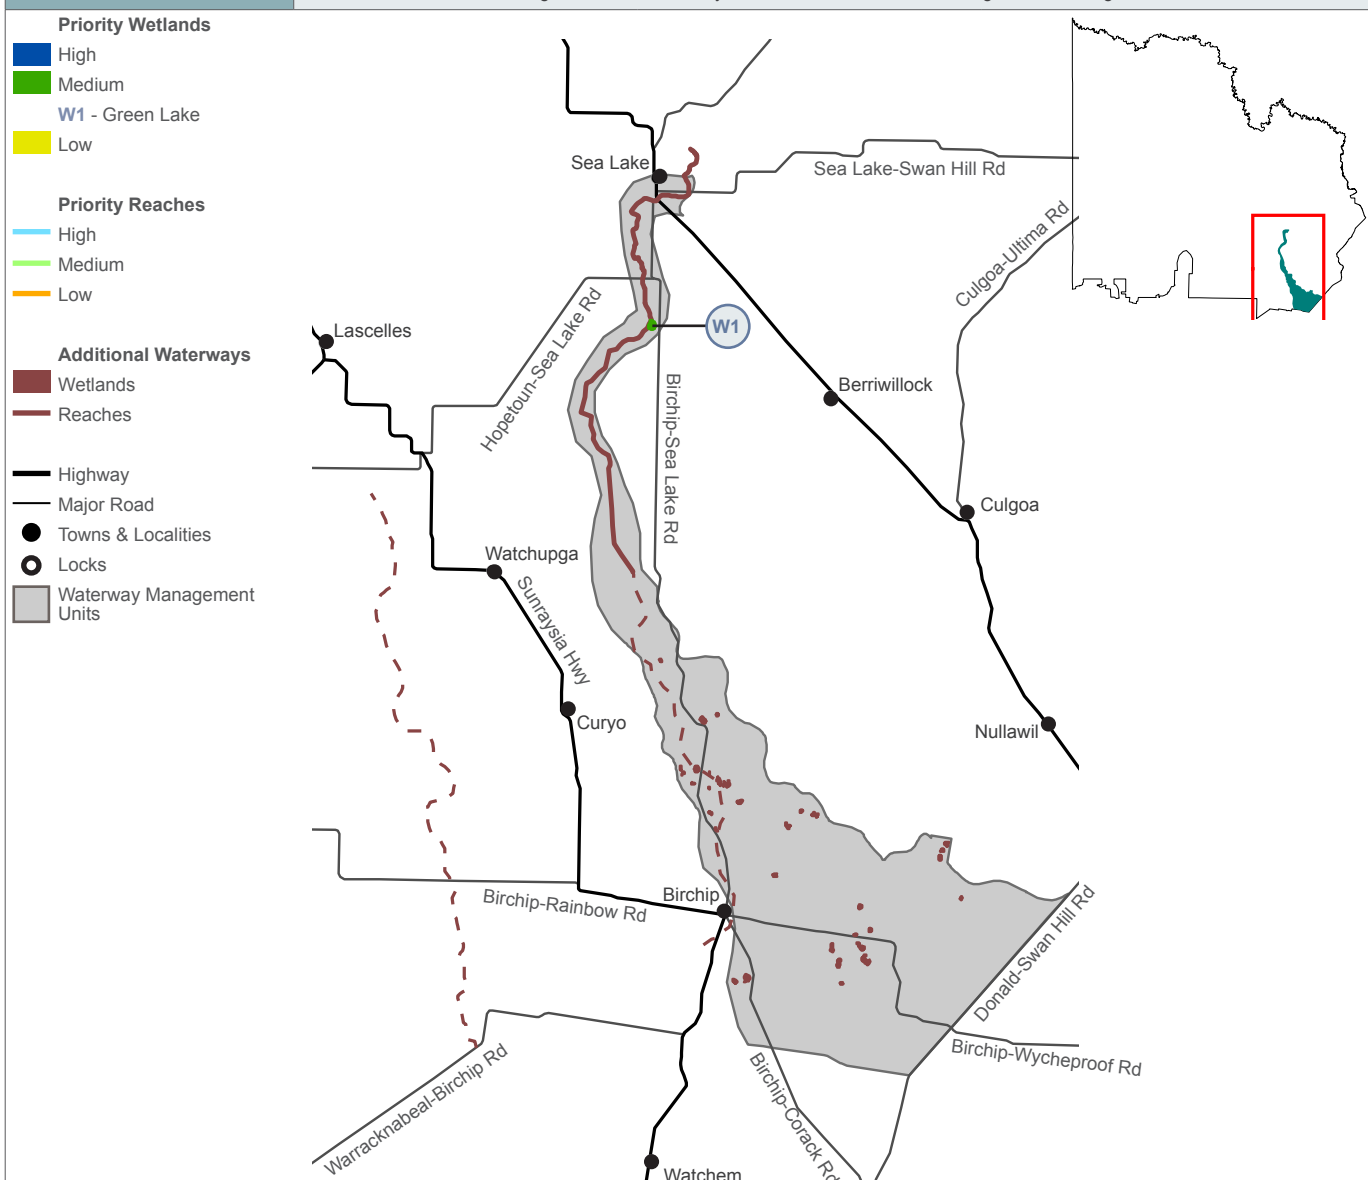 Priority Wetlands
High
Medium
W1 - Green Lake
Low
Priority Reaches
High
Medium
Low
Additional Waterways
Wetlands
Reaches
Highway
Major Road
Towns & Localities
Locks
Waterway Management
Units
Sea Lake
Sea Lake-Swan Hill Rd
Culgoa-Ultima Rd
Hopetoun-Sea Lake Rd
W1
Lascelles
Birchip-Sea Lake Rd
Berriwillock
Culgoa
Watchupga
Sunraysia Hwy
Curyo
Nullawil
Birchip
Birchip-Rainbow Rd
Donald-Swan Hill Rd
Birchip-Wycheproof Rd
Warracknabeal-Birchip Rd
Birchip-Corack Rd
Watchem